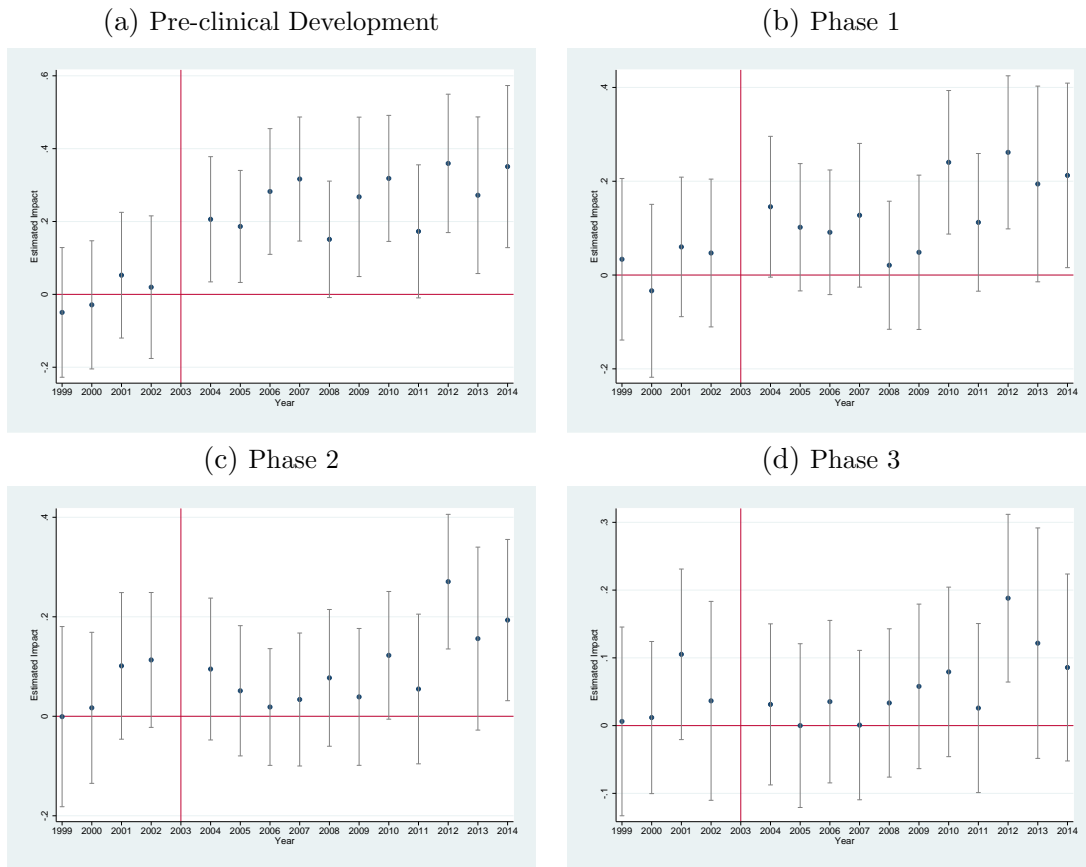 (a) Pre-clinical Development
.6
.4
.2
0
-.2
Estimated Impact
1999 2000 2001 2002 2003 2004 2005 2006 2007 2008 2009 2010 2011 2012 2013 2014
Year
(b) Phase 1
.4
.2
0
-.2
Estimated Impact
1999 2000 2001 2002 2003 2004 2005 2006 2007 2008 2009 2010 2011 2012 2013 2014
Year
(c) Phase 2
.4
.2
0
-.2
Estimated Impact
1999 2000 2001 2002 2003 2004 2005 2006 2007 2008 2009 2010 2011 2012 2013 2014
Year
(d) Phase 3
.3
.2
.1
0
-.1
Estimated Impact
1999 2000 2001 2002 2003 2004 2005 2006 2007 2008 2009 2010 2011 2012 2013 2014
Year